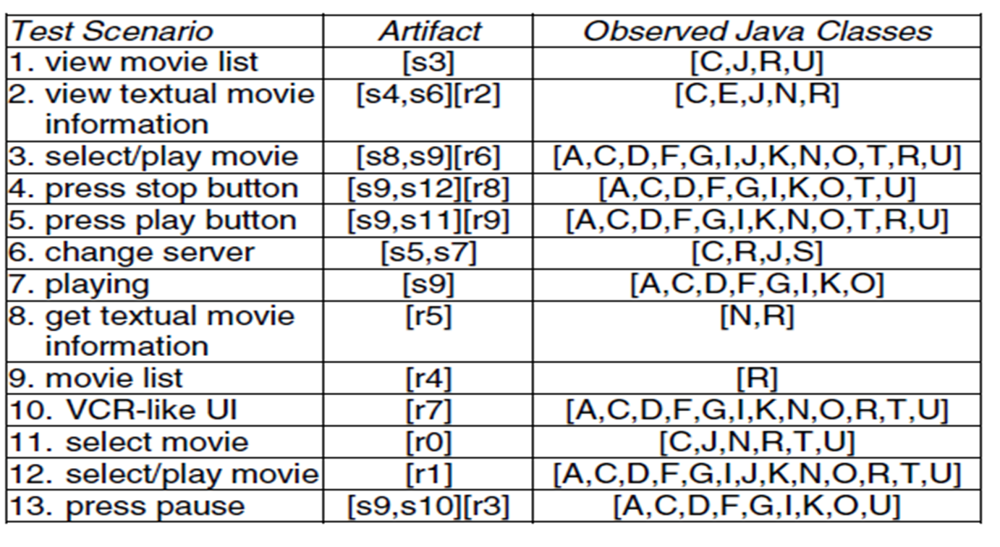 Test Scenario Artifact Observed Java Classes
1. view movie list [s3] [C,J,R,U]
2. view textual movie [s4,s6][r2] [C,E,J,N,R]
information
3. select/play movie [s8,s9][r6] [A,C,D,F,G,I,J,K,N,O,T,R,U]
4. press stop button [s9,s12][r8] [A,C,D,F,G,I,K,O,T,U]
5. press play button [s9,s11][r9] [A,C,D,F,G,I,K,N,O,T,R,U]
6. change server [s5,s7] [C,R,J,S]
7. playing [s9] [A,C,D,F,G,I,K,O]
8. get textual movie [r5] [N,R]
information
9. movie list [r4] [R]
10. VCR-like UI [r7] [A,C,D,F,G,I,K,N,O,R,T,U]
11. select movie [r0] [C,J,N,R,T,U]
12. select/play movie [r1] [A,C,D,F,G,I,J,K,N,O,R,T,U]
13. press pause [s9,s10][r3] [A,C,D,F,G,I,K,O,U]